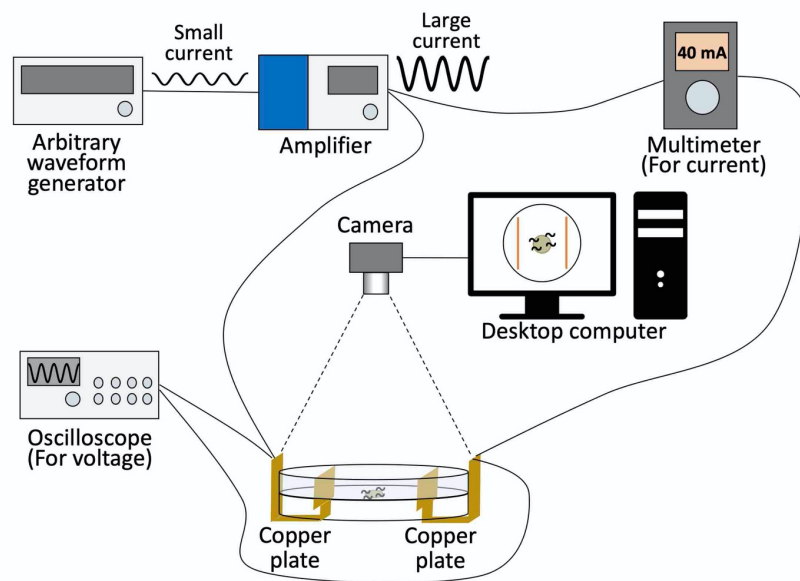 Small
current
Large
current
40 mA
Arbitrary
waveform
generator
Amplifier
Multimeter
(For current)
Camera
Desktop computer
Oscilloscope
(For voltage)
Copper
plate
Copper
plate